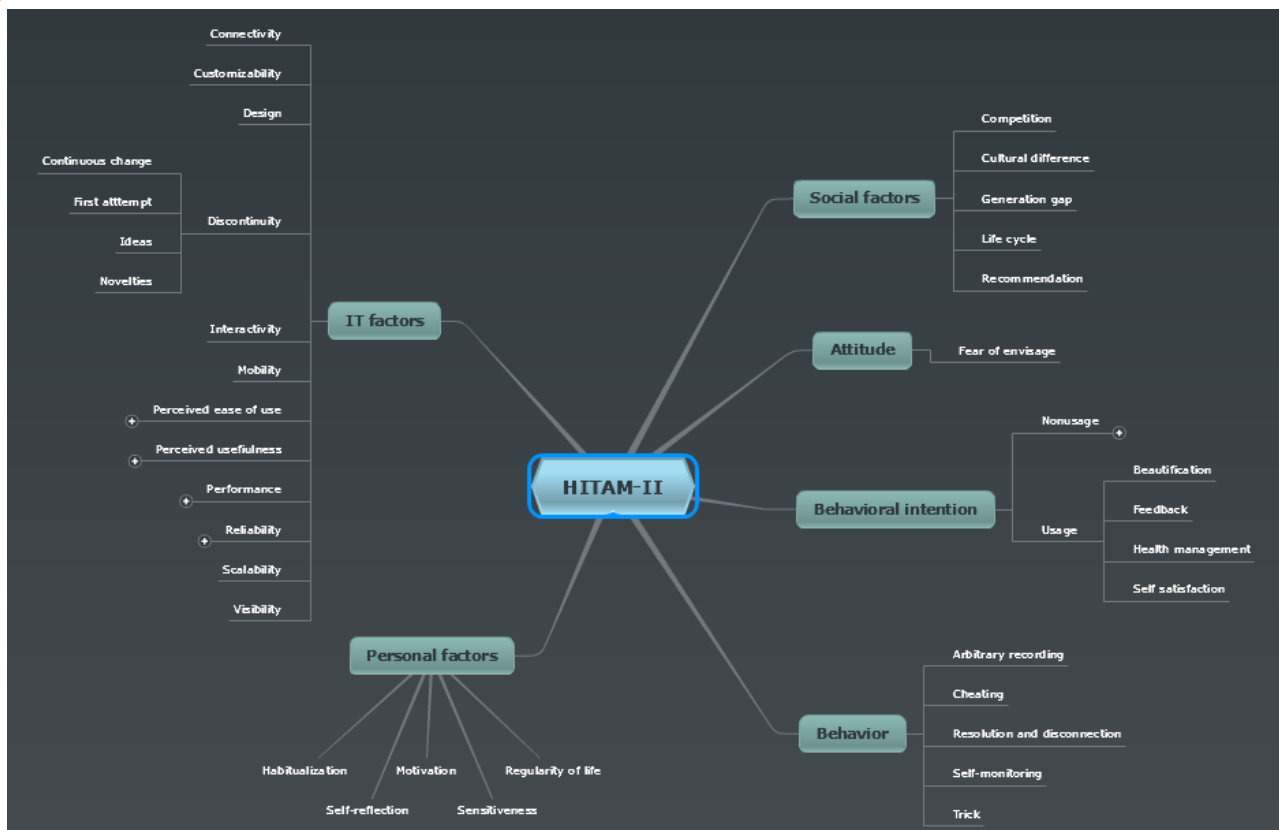 Connectivity
Customizability
Design
Continuous change
First atttempt
Ideas
Novelties
Discontinuity
IT factors
Interactivity
Mobility
Perceived ease of use
Perceived usefiulness
Performance
Reliability
Scalability
Visibility
Personal factors
Habitualization
Motivation
Regularity of life
Self-reflection
Sensitiveness
HITAM-II
Social factors
Competition
Cultural difference
Generation gap
Life cycle
Recommendation
Attitude
Fear of envisage
Behavioral intention
Nonusage
Usage
Beautification
Feedback
Health management
Self satisfaction
Behavior
Arbitrary recording
Cheating
Resolution and disconnection
Self-monitoring
Trick